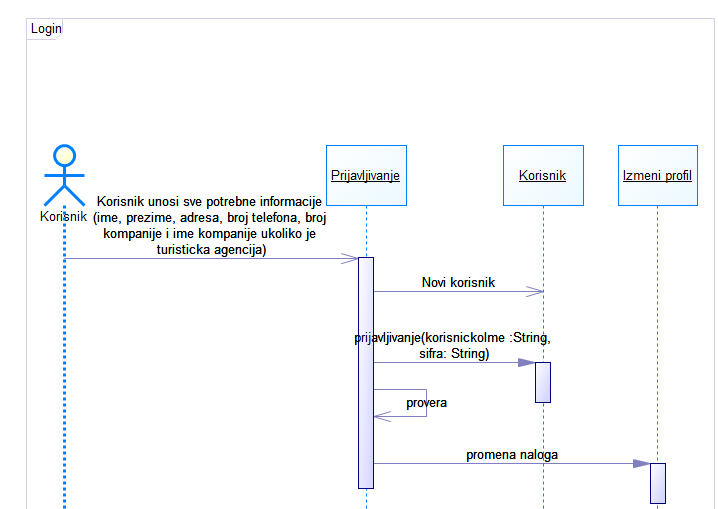 Login
Prijavljivanje
Korisnik
Izmeni profil
Korisnik
Korisnik unosi sve potrebne informacije
(ime, prezime, adresa, broj telefona, broj
kompanije i ime kompanije ukoliko je
turisticka agencija)
Novi korisnik
prijavljivanje(korisnickoIme :String,
sifra: String)
provera
promena naloga